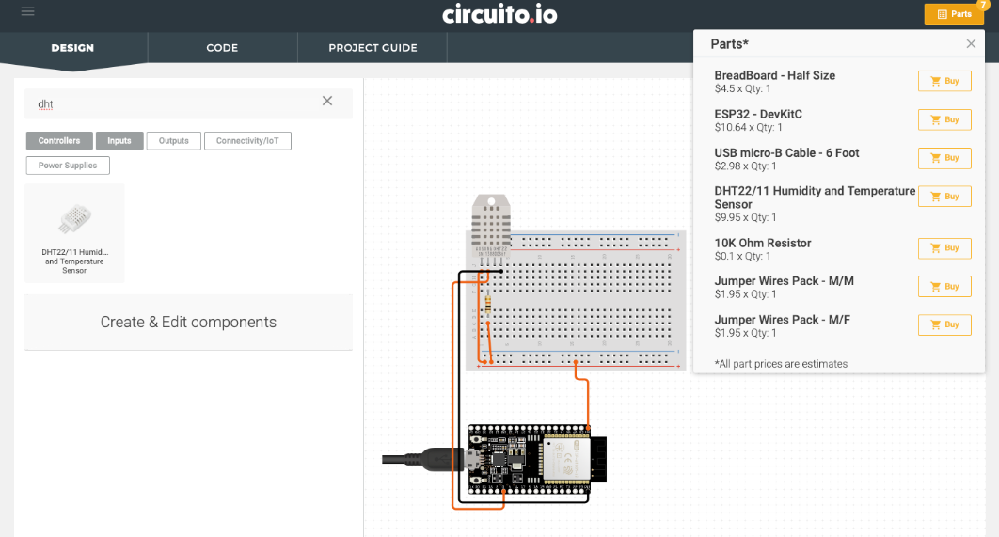 circuito.io
Parts
7
DESIGN
CODE
PROJECT GUIDE
dht
Controllers
Inputs
Outputs
Connectivity/IoT
Power Supplies
DHT22/11 Humidi...
and Temperature
Sensor
Create & Edit components
Parts*
BreadBoard - Half Size
$4.5 x Qty: 1
Buy
ESP32 - DevKitC
$10.64 x Qty: 1
Buy
USB micro-B Cable - 6 Foot
$2.98 x Qty: 1
Buy
DHT22/11 Humidity and Temperature
Sensor
$9.95 x Qty: 1
Buy
10K Ohm Resistor
$0.1 x Qty: 1
Buy
Jumper Wires Pack - M/M
$1.95 x Qty: 1
Buy
Jumper Wires Pack - M/F
$1.95 x Qty: 1
Buy
*All part prices are estimates